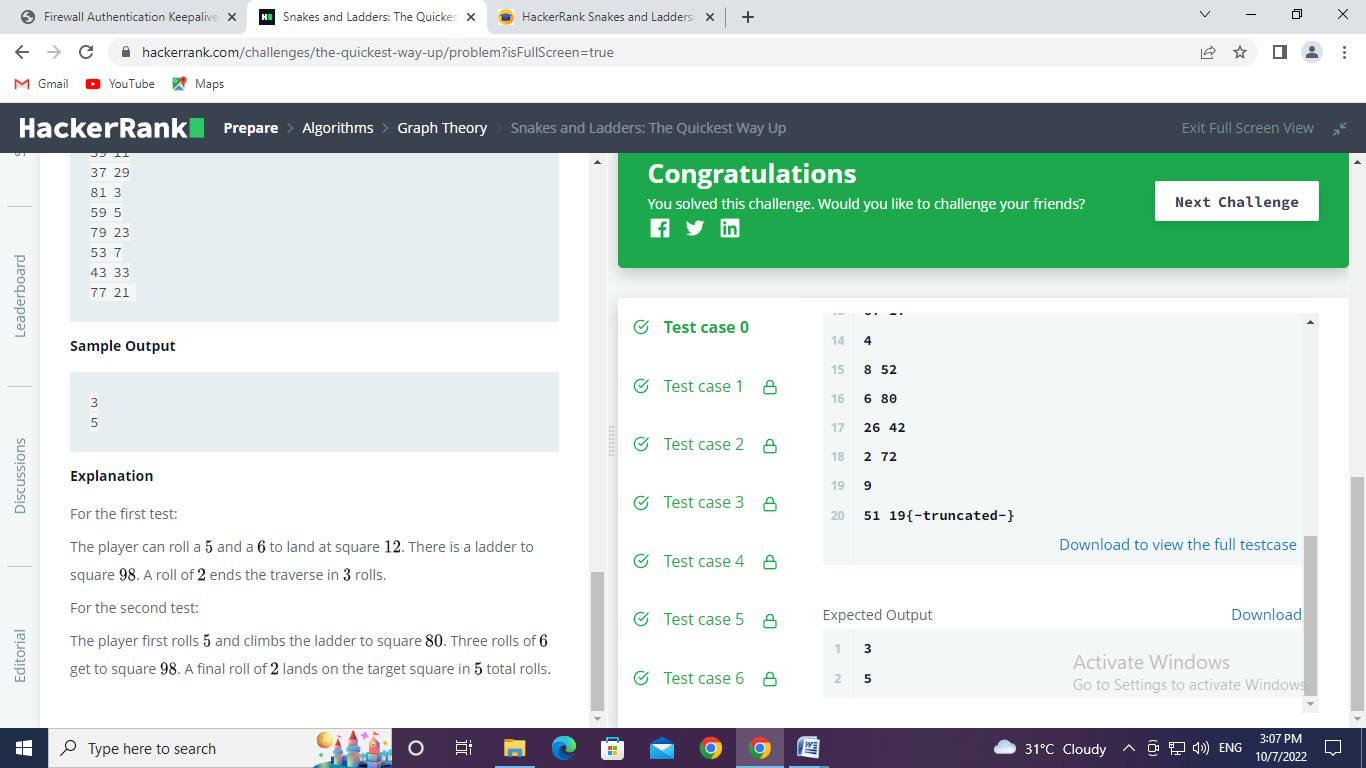 Firewall Authentication Keepalive
Snakes and Ladders: The Quickes
HackerRank Snakes and Ladders:
hackerrank.com/challenges/the-quickest-way-up/problem?isFullScreen=true
Gmail
YouTube
Maps
HackerRank
Prepare > Algorithms > Graph Theory > Snakes and Ladders: The Quickest Way Up
Exit Full Screen View
Leaderboard
Discussions
Editorial
37 29
81 3
59 5
79 23
53 7
43 33
77 21
Sample Output
3
5
Explanation
For the first test:
The player can roll a 5 and a 6 to land at square 12. There is a ladder to
square 98. A roll of 2 ends the traverse in 3 rolls.
For the second test:
The player first rolls 5 and climbs the ladder to square 80. Three rolls of 6
get to square 98. A final roll of 2 lands on the target square in 5 total rolls.
Congratulations
You solved this challenge. Would you like to challenge your friends?
Next Challenge
Test case 0
Test case 1
Test case 2
Test case 3
Test case 4
Test case 5
Test case 6
14 4
15 8 52
16 6 80
17 26 42
18 2 72
19 9
20 51 19{-truncated-}
Download to view the full testcase
Expected Output
Download
1 3
2 5
Activate Windows
Go to Settings to activate Windows.
Type here to search
31°C Cloudy
ENG
3:07 PM
10/7/2022